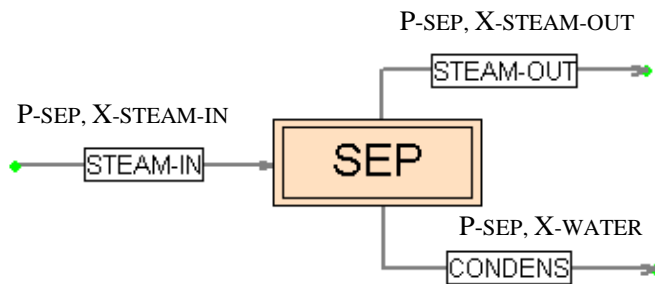 P-SEP, X-STEAM-OUT
STEAM-OUT
P-SEP, X-STEAM-IN
STEAM-IN
SEP
P-SEP, X-WATER
CONDENS